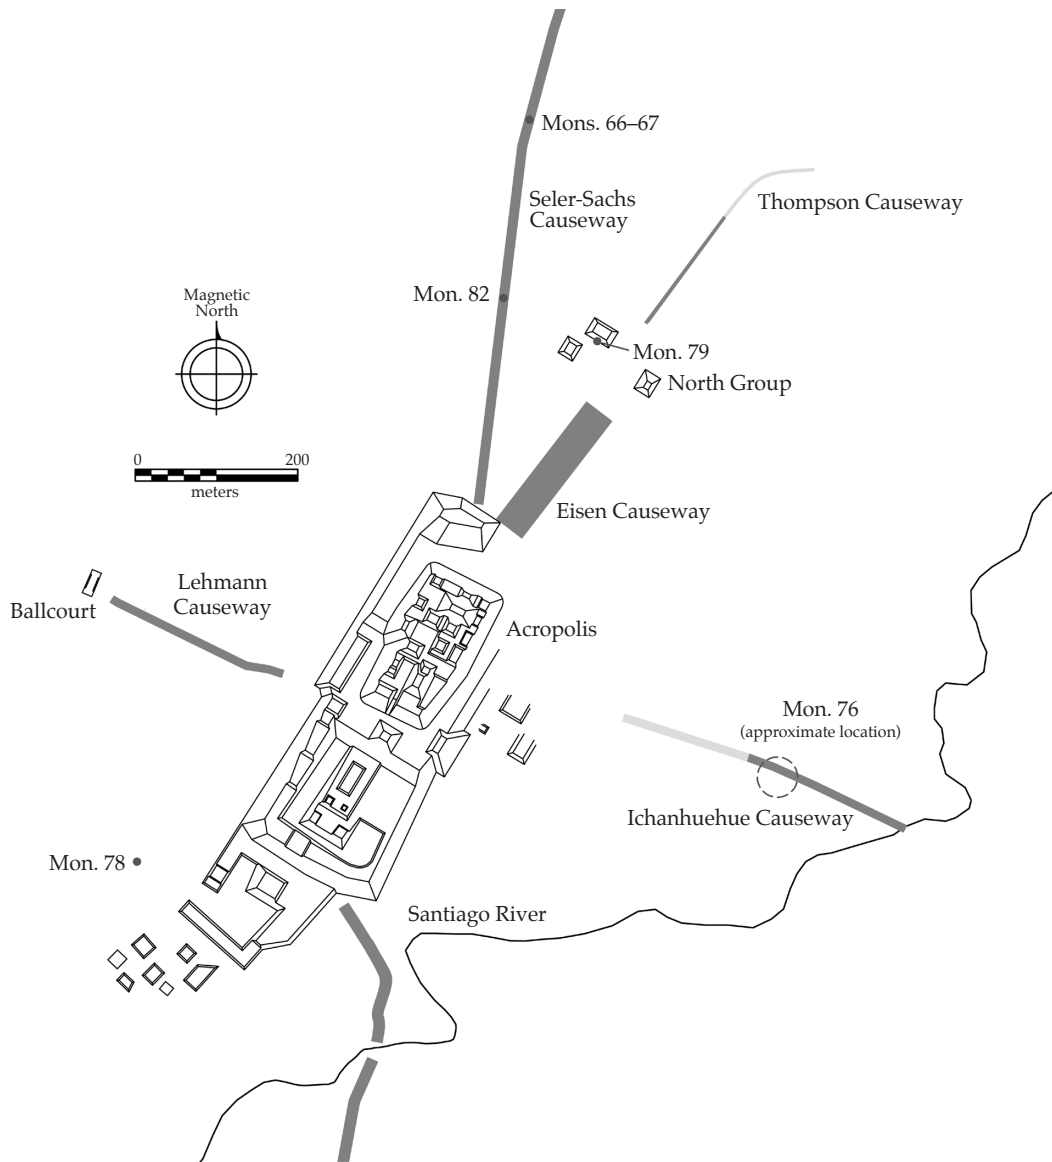 Mons. 66–67
Seler-Sachs
Causeway
Thompson Causeway
Magnetic
North
Mon. 82
Mon. 79
North Group
0 200
meters
Eisen Causeway
Lehmann
Causeway
Ballcourt
Acropolis
Mon. 76
(approximate location)
Ichanhuehue Causeway
Mon. 78
Santiago River